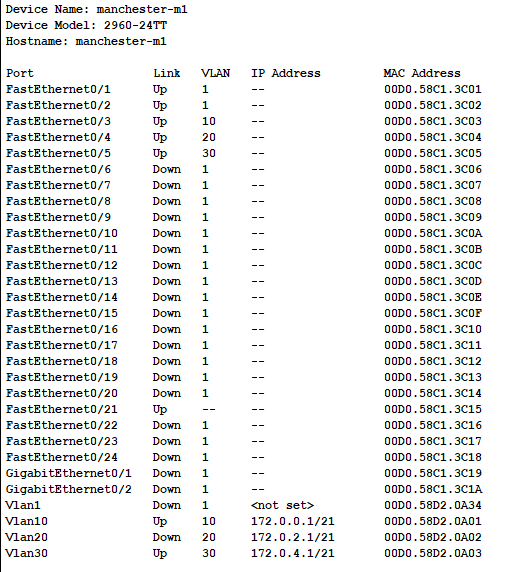 Device Name: manchester-m1
Device Model: 2960-24TT
Hostname: manchester-m1

Port Link VLAN IP Address MAC Address
FastEthernet0/1 Up 1 -- 00D0.58C1.3C01
FastEthernet0/2 Up 1 -- 00D0.58C1.3C02
FastEthernet0/3 Up 10 -- 00D0.58C1.3C03
FastEthernet0/4 Up 20 -- 00D0.58C1.3C04
FastEthernet0/5 Up 30 -- 00D0.58C1.3C05
FastEthernet0/6 Down 1 -- 00D0.58C1.3C06
FastEthernet0/7 Down 1 -- 00D0.58C1.3C07
FastEthernet0/8 Down 1 -- 00D0.58C1.3C08
FastEthernet0/9 Down 1 -- 00D0.58C1.3C09
FastEthernet0/10 Down 1 -- 00D0.58C1.3C0A
FastEthernet0/11 Down 1 -- 00D0.58C1.3C0B
FastEthernet0/12 Down 1 -- 00D0.58C1.3C0C
FastEthernet0/13 Down 1 -- 00D0.58C1.3C0D
FastEthernet0/14 Down 1 -- 00D0.58C1.3C0E
FastEthernet0/15 Down 1 -- 00D0.58C1.3C0F
FastEthernet0/16 Down 1 -- 00D0.58C1.3C10
FastEthernet0/17 Down 1 -- 00D0.58C1.3C11
FastEthernet0/18 Down 1 -- 00D0.58C1.3C12
FastEthernet0/19 Down 1 -- 00D0.58C1.3C13
FastEthernet0/20 Down 1 -- 00D0.58C1.3C14
FastEthernet0/21 Up -- -- 00D0.58C1.3C15
FastEthernet0/22 Down 1 -- 00D0.58C1.3C16
FastEthernet0/23 Down 1 -- 00D0.58C1.3C17
FastEthernet0/24 Down 1 -- 00D0.58C1.3C18
GigabitEthernet0/1 Down 1 -- 00D0.58C1.3C19
GigabitEthernet0/2 Down 1 -- 00D0.58C1.3C1A
Vlan1 Down 1 <not set> 00D0.58D2.0A34
Vlan10 Up 10 172.0.0.1/21 00D0.58D2.0A01
Vlan20 Down 20 172.0.2.1/21 00D0.58D2.0A02
Vlan30 Up 30 172.0.4.1/21 00D0.58D2.0A03